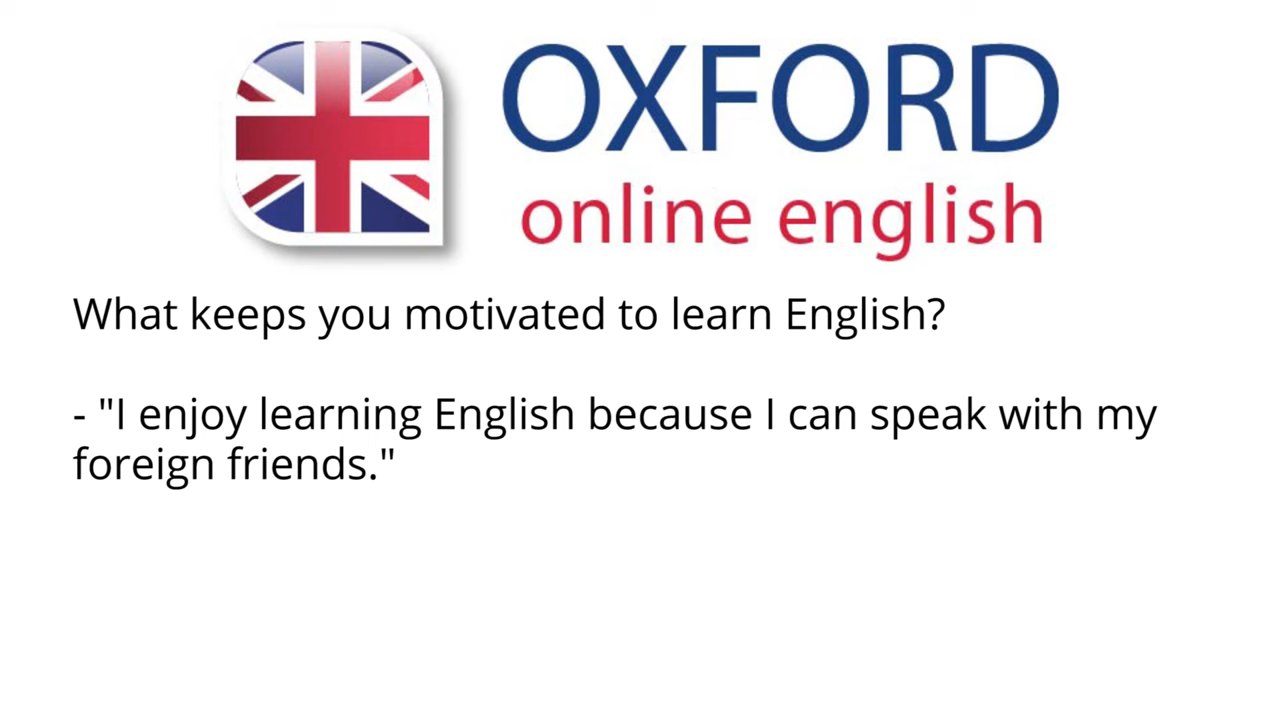 OXFORD
online english
What keeps you motivated to learn English?
- "I enjoy learning English because I can speak with my
foreign friends."